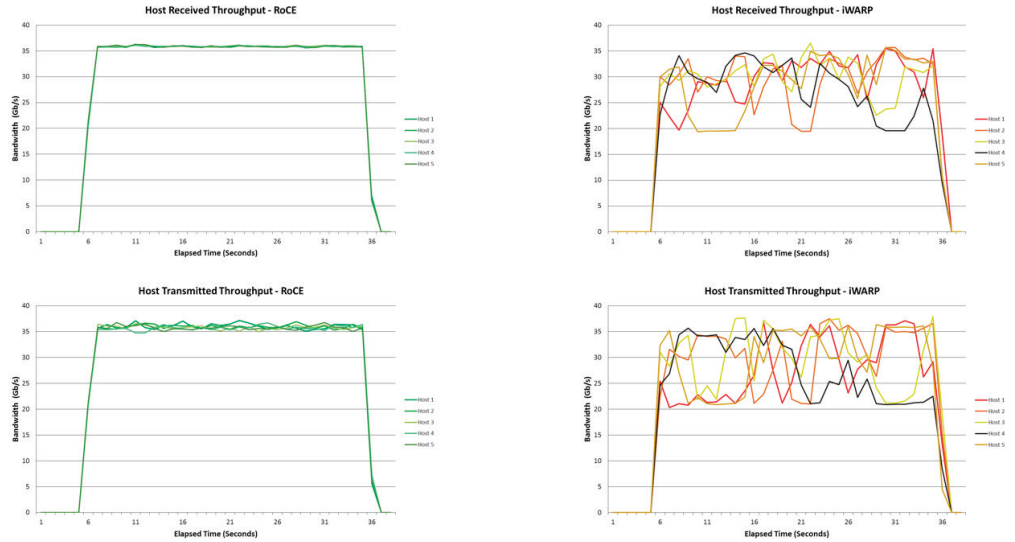 Host Received Throughput - RoCE
40
35
30
25
20
15
10
5
0
Bandwidth (Gb/s)
1 6 11 16 21 26 31 36
Elapsed Time (Seconds)
Host 1
Host 2
Host 3
Host 4
Host 5
Host Received Throughput - iWARP
40
35
30
25
20
15
10
5
0
Bandwidth (Gb/s)
1 6 11 16 21 26 31 36
Elapsed Time (Seconds)
Host 1
Host 2
Host 3
Host 4
Host 5
Host Transmitted Throughput - RoCE
40
35
30
25
20
15
10
5
0
Bandwidth (Gb/s)
1 6 11 16 21 26 31 36
Elapsed Time (Seconds)
Host 1
Host 2
Host 3
Host 4
Host 5
Host Transmitted Throughput - iWARP
40
35
30
25
20
15
10
5
0
Bandwidth (Gb/s)
1 6 11 16 21 26 31 36
Elapsed Time (Seconds)
Host 1
Host 2
Host 3
Host 4
Host 5